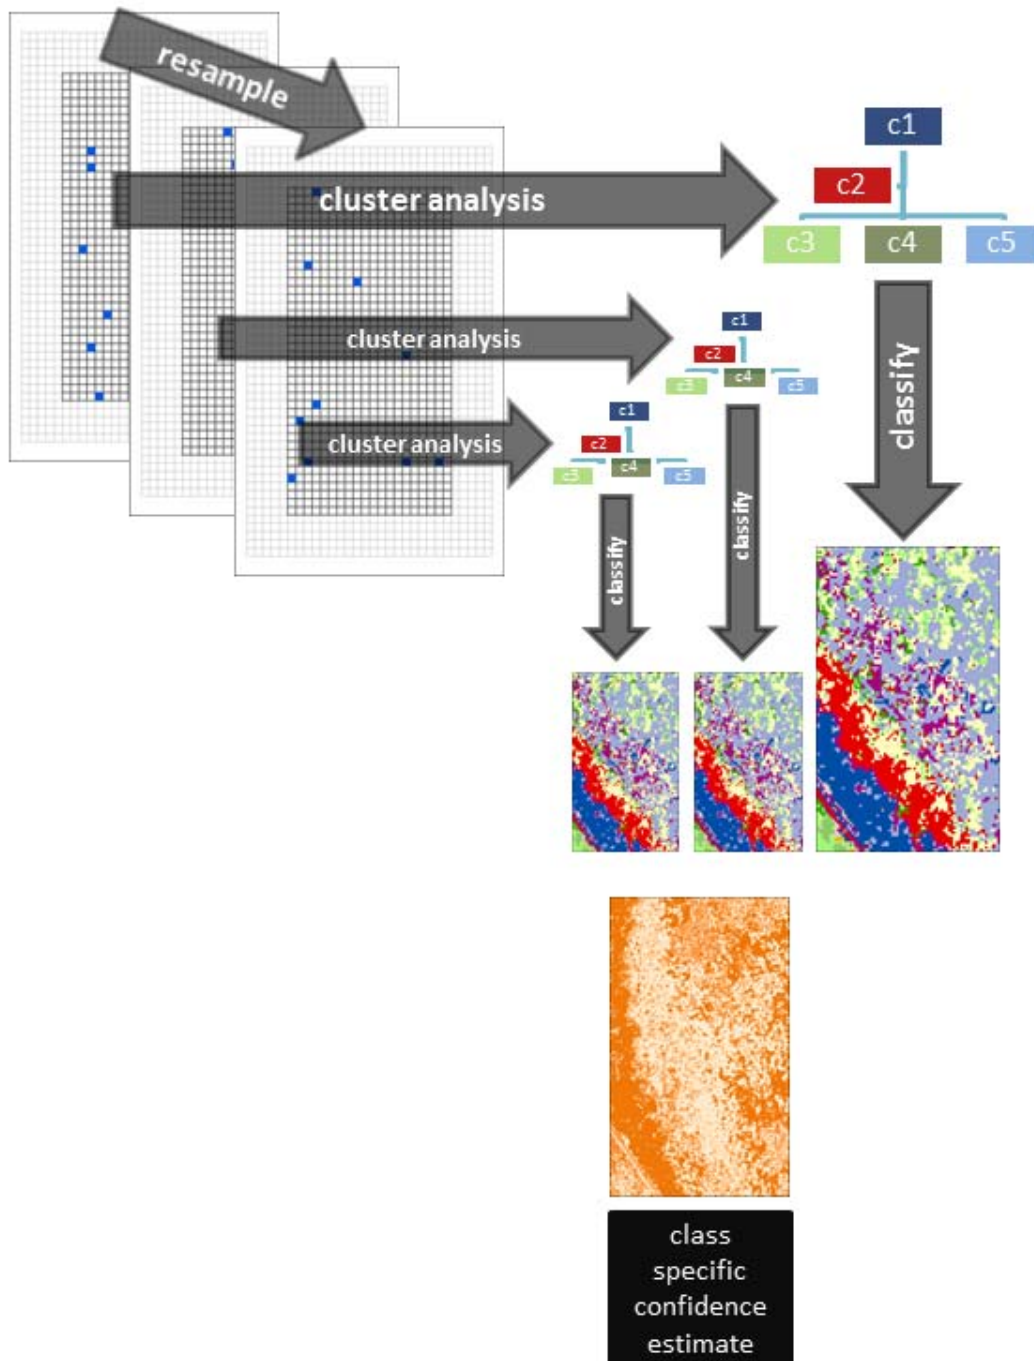 resample
cluster analysis
c1
c2
c3
c4
c5
cluster analysis
c1
c2
c3
c4
c5
cluster analysis
c1
c2
c3
c4
c5
classify
classify
classify
class
specific
confidence
estimate